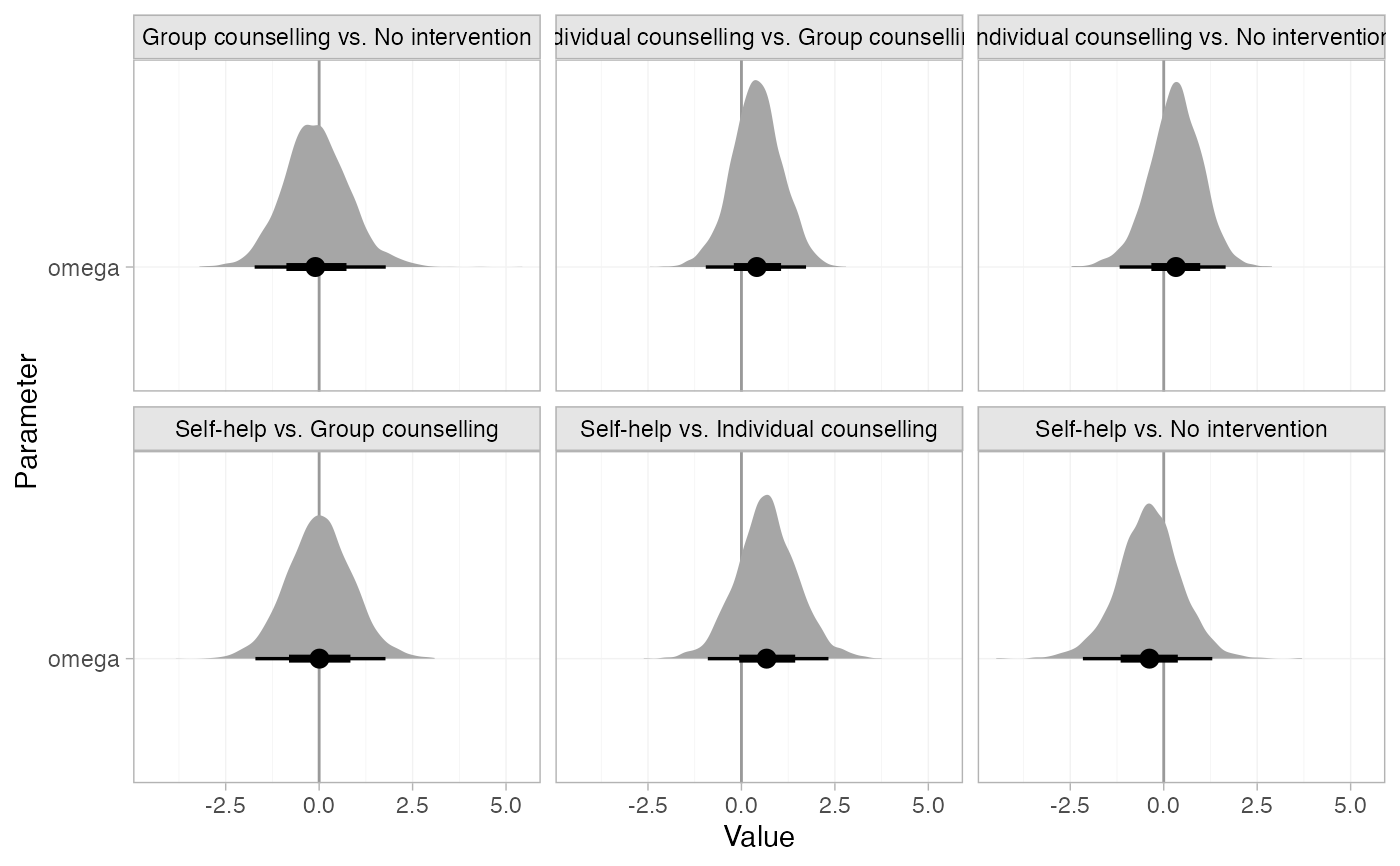 Group counselling vs. No intervention
dividual counselling vs. Group counselli
ndividual counselling vs. No intervention
omega
Self-help vs. Group counselling
Self-help vs. Individual counselling
Self-help vs. No intervention
omega
Parameter
-2.5 0.0 2.5 5.0 -2.5 0.0 2.5 5.0 -2.5 0.0 2.5 5.0
Value